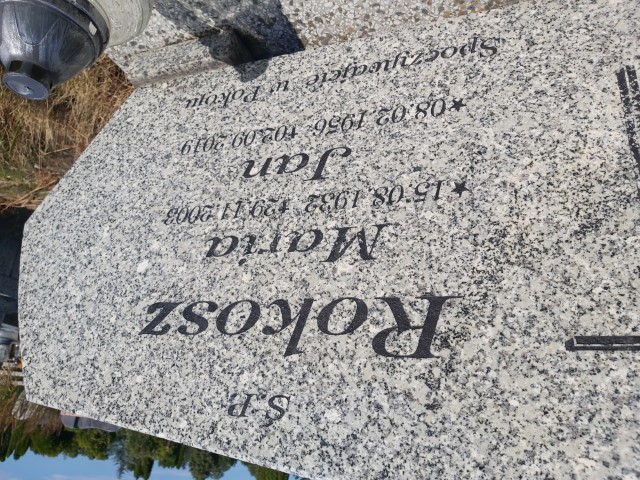 Ś.P.
Rokosz
Maria
★15.08.1932 †29.11.2003
Jan
★08.02.1956 †02.09.2019
Spoczywajcie w Pokoju